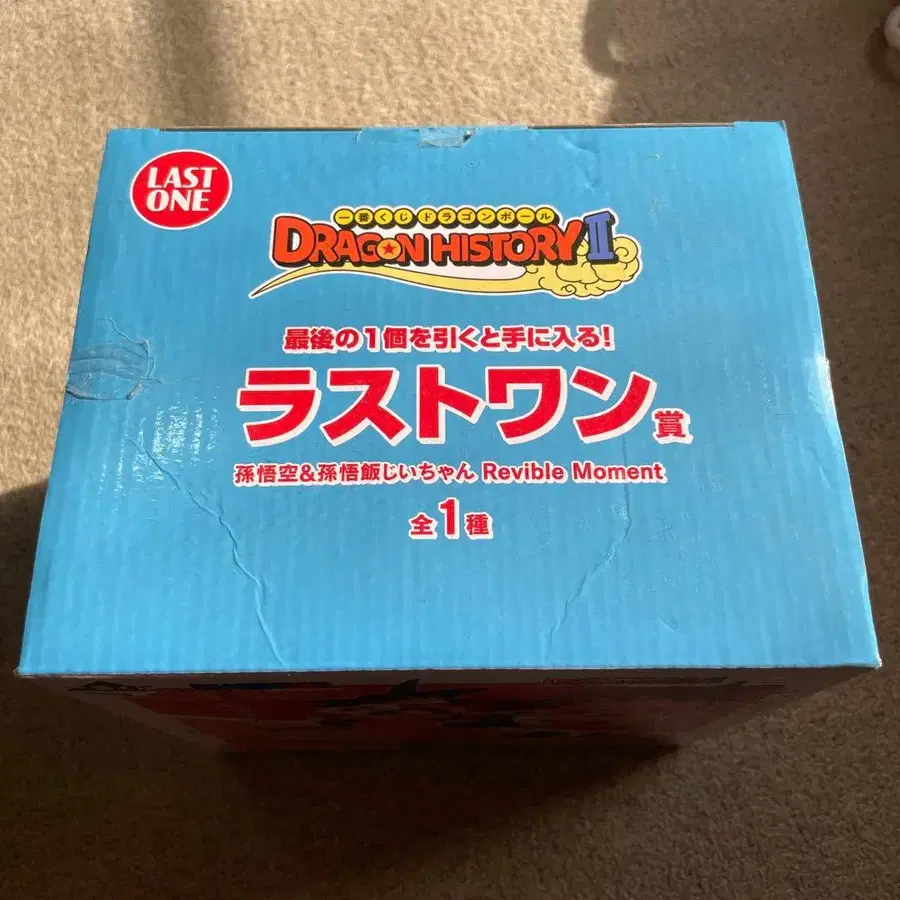 LAST
ONE
一番くじ ドラゴンボール
DRAGON HISTORY II
最後の1個を引くと手に入る!
ラストワン賞
孫悟空&孫悟飯じいちゃん Revible Moment
全1種